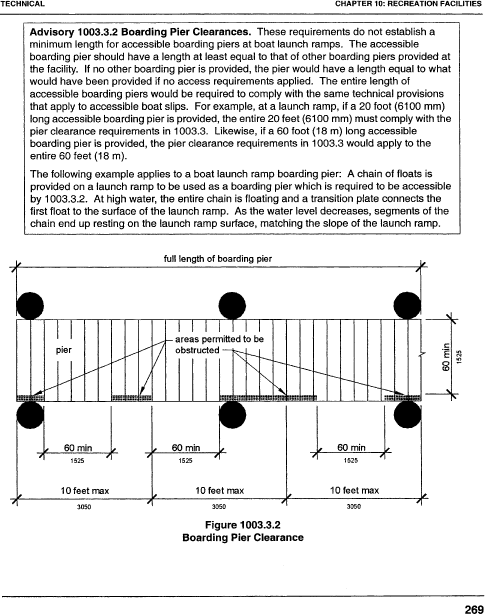 TECHNICAL
CHAPTER 10: RECREATION FACILITIES
Advisory 1003.3.2 Boarding Pier Clearances. These requirements do not establish a
minimum length for accessible boarding piers at boat launch ramps. The accessible
boarding pier should have a length at least equal to that of other boarding piers provided at
the facility. If no other boarding pier is provided, the pier would have a length equal to what
would have been provided if no access requirements applied. The entire length of
accessible boarding piers would be required to comply with the same technical provisions
that apply to accessible boat slips. For example, at a launch ramp, if a 20 foot (6100 mm)
long accessible boarding pier is provided, the entire 20 feet (6100 mm) must comply with the
pier clearance requirements in 1003.3. Likewise, if a 60 foot (18 m) long accessible
boarding pier is provided, the pier clearance requirements in 1003.3 would apply to the
entire 60 feet (18 m).
The following example applies to a boat launch ramp boarding pier: A chain of floats is
provided on a launch ramp to be used as a boarding pier which is required to be accessible
by 1003.3.2. At high water, the entire chain is floating and a transition plate connects the
first float to the surface of the launch ramp. As the water level decreases, segments of the
chain end up resting on the launch ramp surface, matching the slope of the launch ramp.
full length of boarding pier
pier
areas permitted to be
obstructed
60 min
1525
60 min
1525
60 min
1525
60 min
1525
10 feet max
3050
10 feet max
3050
10 feet max
3050
Figure 1003.3.2
Boarding Pier Clearance
269